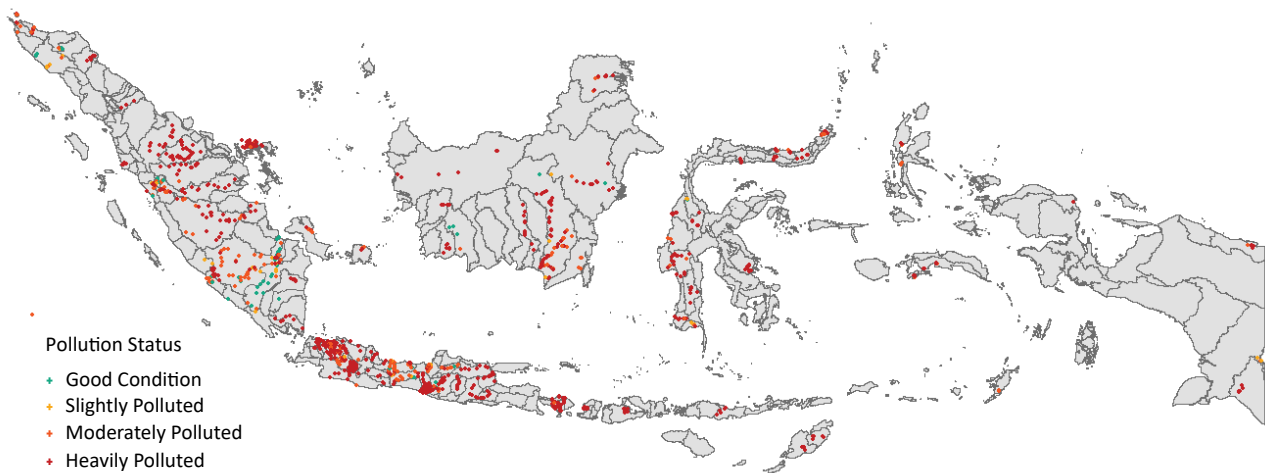 Pollution Status
Good Condition
Slightly Polluted
Moderately Polluted
Heavily Polluted